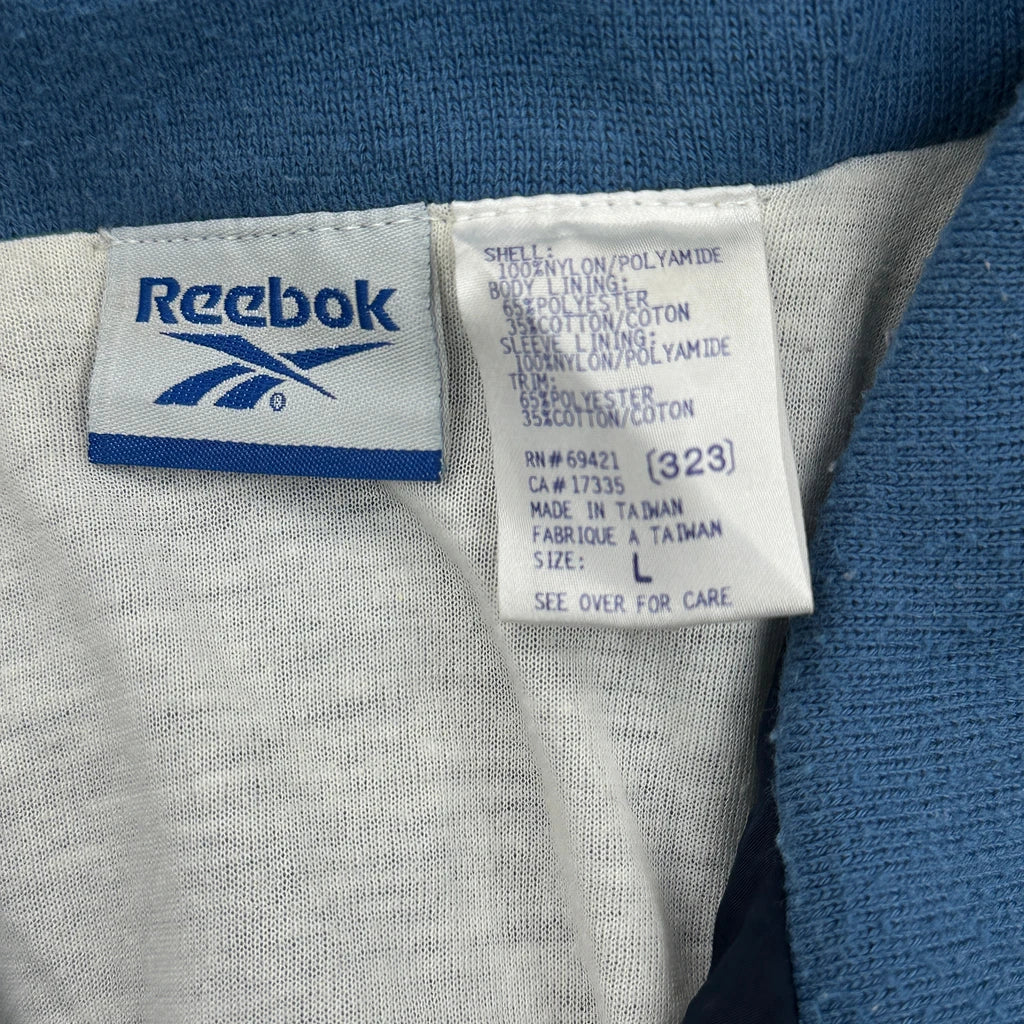 Reebok
®
SHELL:
100%NYLON/POLYAMIDE
BODY LINING:
65%POLYESTER
35%COTTON/COTON
SLEEVE LINING:
100%NYLON/POLYAMIDE
TRIM:
65%POLYESTER
35%COTTON/COTON
RN#69421 (323)
CA#17335
MADE IN TAIWAN
FABRIQUE A TAIWAN
SIZE: L
SEE OVER FOR CARE